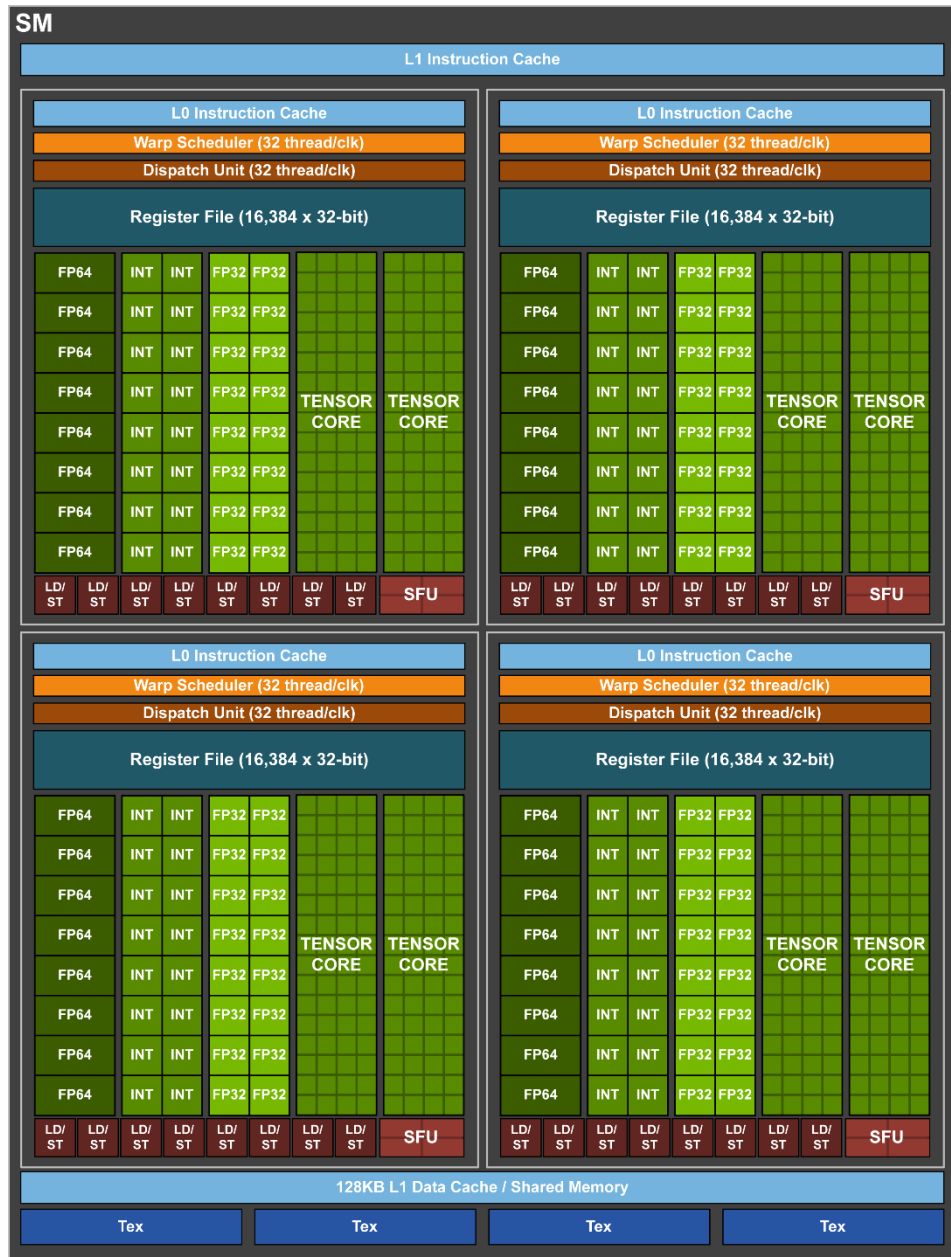 SM
L1 Instruction Cache
L0 Instruction Cache
Warp Scheduler (32 thread/clk)
Dispatch Unit (32 thread/clk)
Register File (16,384 x 32-bit)
FP64 INT INT FP32 FP32
FP64 INT INT FP32 FP32
FP64 INT INT FP32 FP32
FP64 INT INT FP32 FP32
FP64 INT INT FP32 FP32
FP64 INT INT FP32 FP32
FP64 INT INT FP32 FP32
FP64 INT INT FP32 FP32
TENSOR CORE
TENSOR CORE
LD/ST LD/ST LD/ST LD/ST LD/ST LD/ST LD/ST LD/ST SFU
L0 Instruction Cache
Warp Scheduler (32 thread/clk)
Dispatch Unit (32 thread/clk)
Register File (16,384 x 32-bit)
FP64 INT INT FP32 FP32
FP64 INT INT FP32 FP32
FP64 INT INT FP32 FP32
FP64 INT INT FP32 FP32
FP64 INT INT FP32 FP32
FP64 INT INT FP32 FP32
FP64 INT INT FP32 FP32
FP64 INT INT FP32 FP32
TENSOR CORE
TENSOR CORE
LD/ST LD/ST LD/ST LD/ST LD/ST LD/ST LD/ST LD/ST SFU
L0 Instruction Cache
Warp Scheduler (32 thread/clk)
Dispatch Unit (32 thread/clk)
Register File (16,384 x 32-bit)
FP64 INT INT FP32 FP32
FP64 INT INT FP32 FP32
FP64 INT INT FP32 FP32
FP64 INT INT FP32 FP32
FP64 INT INT FP32 FP32
FP64 INT INT FP32 FP32
FP64 INT INT FP32 FP32
FP64 INT INT FP32 FP32
TENSOR CORE
TENSOR CORE
LD/ST LD/ST LD/ST LD/ST LD/ST LD/ST LD/ST LD/ST SFU
L0 Instruction Cache
Warp Scheduler (32 thread/clk)
Dispatch Unit (32 thread/clk)
Register File (16,384 x 32-bit)
FP64 INT INT FP32 FP32
FP64 INT INT FP32 FP32
FP64 INT INT FP32 FP32
FP64 INT INT FP32 FP32
FP64 INT INT FP32 FP32
FP64 INT INT FP32 FP32
FP64 INT INT FP32 FP32
FP64 INT INT FP32 FP32
TENSOR CORE
TENSOR CORE
LD/ST LD/ST LD/ST LD/ST LD/ST LD/ST LD/ST LD/ST SFU
128KB L1 Data Cache / Shared Memory
Tex Tex Tex Tex